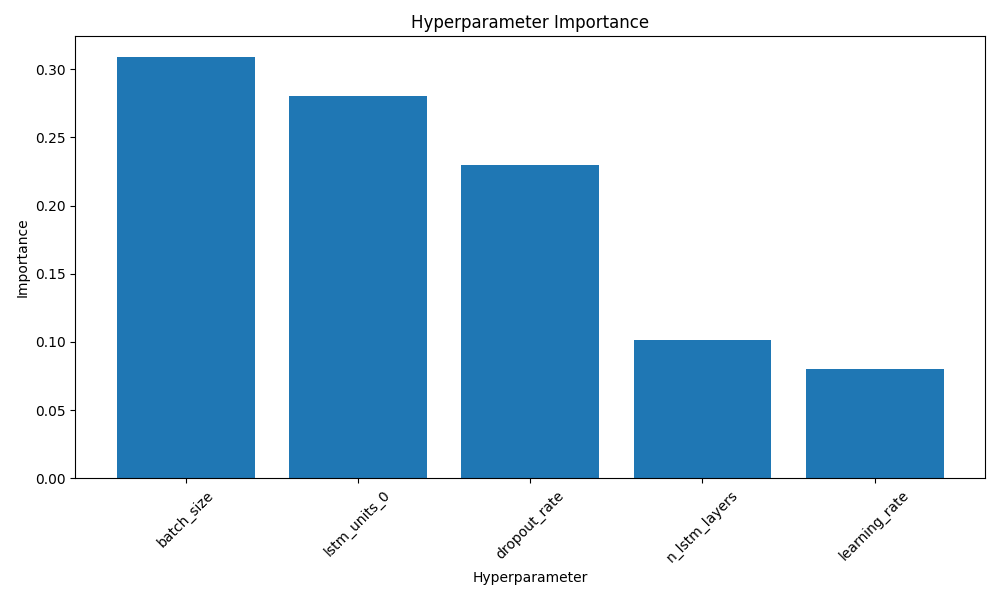 Hyperparameter Importance
Importance
0.30
0.25
0.20
0.15
0.10
0.05
0.00
batch_size
lstm_units_0
dropout_rate
n_lstm_layers
learning_rate
Hyperparameter